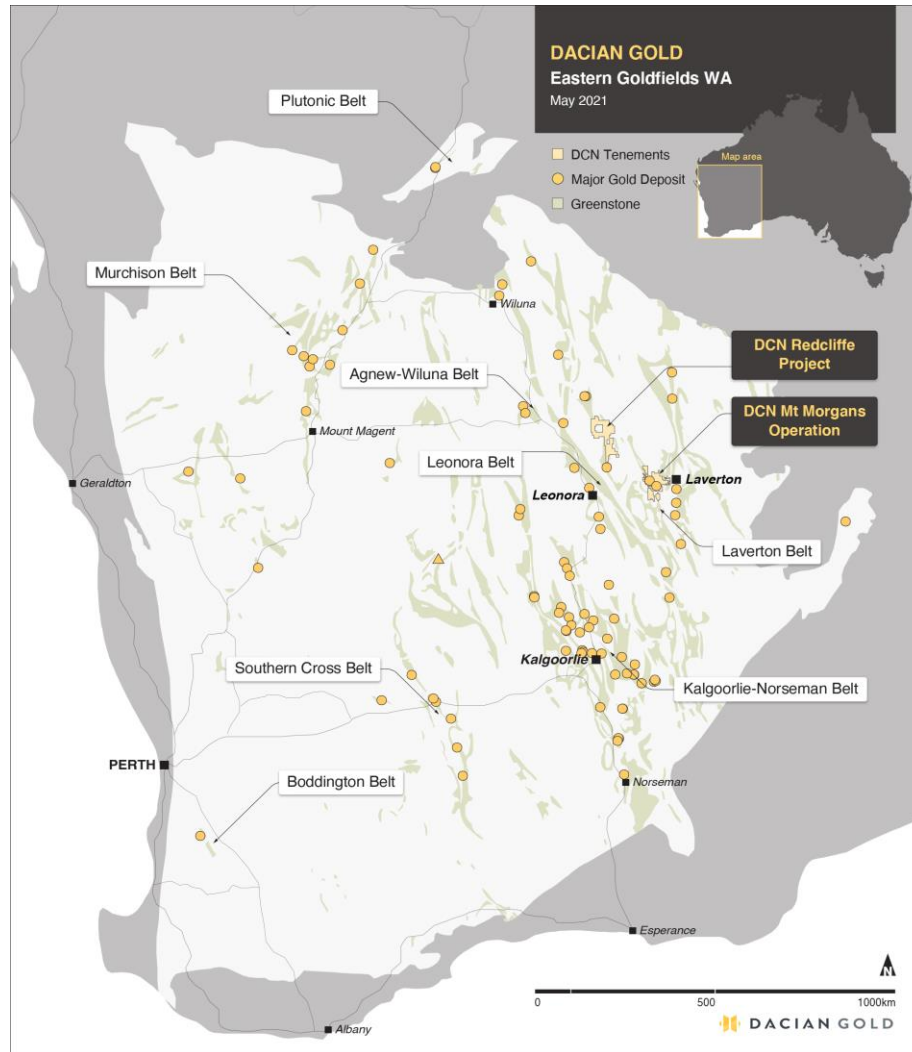 DACIAN GOLD
Eastern Goldfields WA
May 2021
Plutonic Belt
DCN Tenements
Major Gold Deposit
Greenstone
Map area
Murchison Belt
Wiluna
DCN Redcliffe
Project
Agnew-Wiluna Belt
DCN Mt Morgans
Operation
Mount Magent
Leonora Belt
Geraldton
Laverton
Leonora
Laverton Belt
Southern Cross Belt
Kalgoorlie
Kalgoorlie-Norseman Belt
PERTH
Boddington Belt
Norseman
Esperance
N
0 500 1000km
DACIAN GOLD
Albany